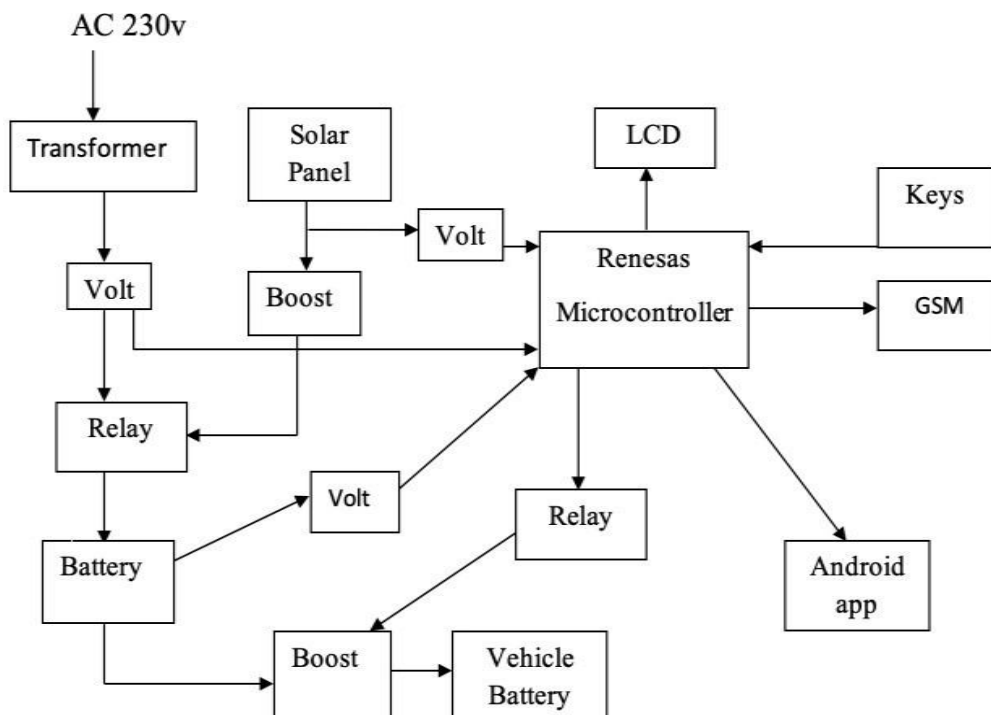 AC 230v
Transformer
Solar
Panel
LCD
Keys
Volt
Renesas
Microcontroller
Volt
Boost
GSM
Relay
Volt
Relay
Battery
Android
app
Boost
Vehicle
Battery